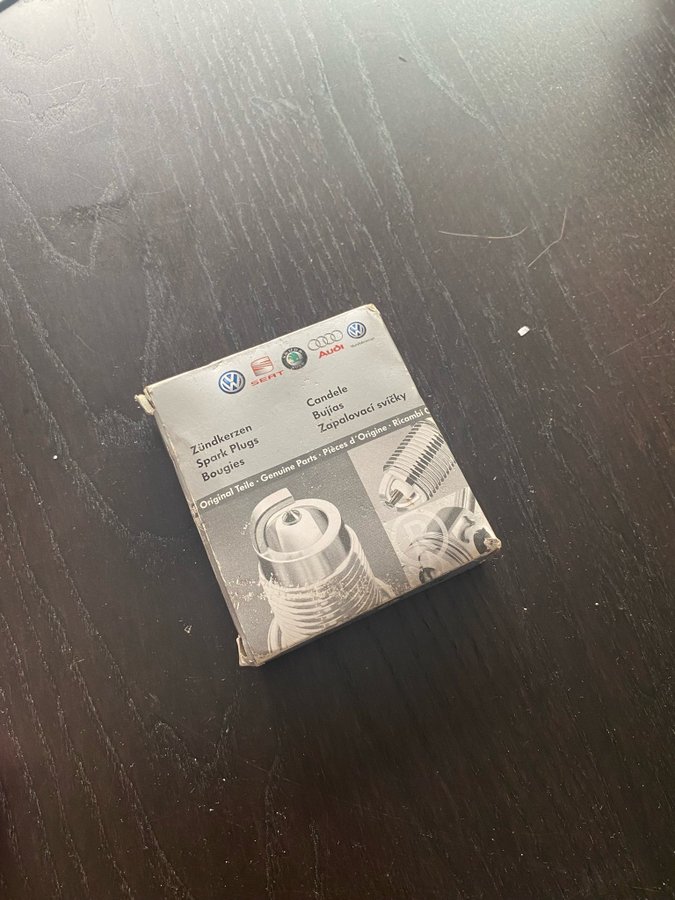 SEAT
AUDI
Zündkerzen
Spark Plugs
Bougies
Candele
Bujías
Zapalovací svíčky
Original Teile · Genuine Parts · Pièces d'Origine · Ricambi O